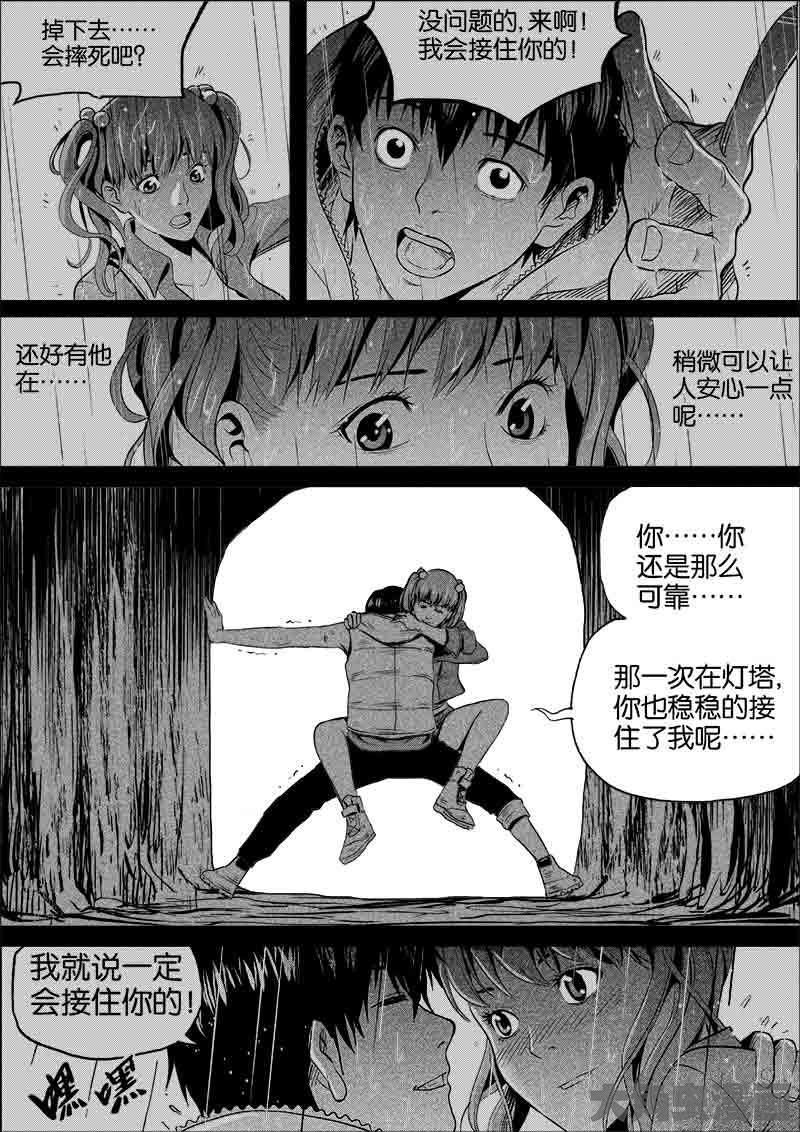 掉下去……
会摔死吧?
没问题的,来啊!
我会接住你的!
还好有他
在……
稍微可以让
人安心一点
呢……
你……你
还是那么
可靠……
那一次在灯塔,
你也稳稳的接
住了我呢……
我就说一定
会接住你的!
嘿嘿